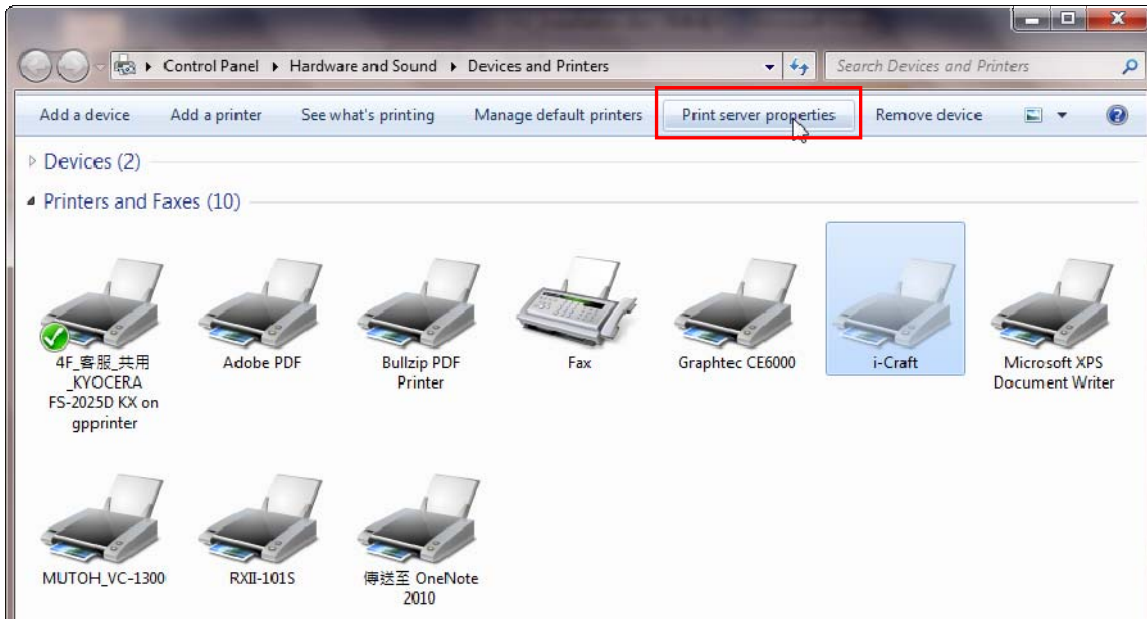 Control Panel ▸ Hardware and Sound ▸ Devices and Printers
Search Devices and Printers
Add a device
Add a printer
See what's printing
Manage default printers
Print server properties
Remove device
Devices (2)
Printers and Faxes (10)
4F_客服_共用
_KYOCERA
FS-2025D KX on
gpprinter
Adobe PDF
Bullzip PDF
Printer
Fax
Graphtec CE6000
i-Craft
Microsoft XPS
Document Writer
MUTOH_VC-1300
RXII-101S
傳送至 OneNote
2010